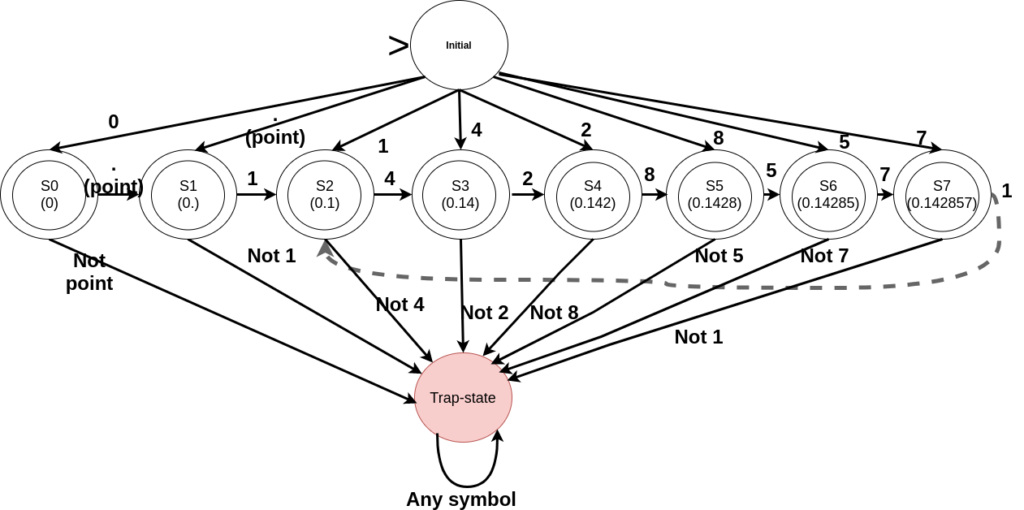 >
Initial
0
.
(point)
1
4
2
8
5
7
S0
(0)
.
(point)
S1
(0.)
1
S2
(0.1)
4
S3
(0.14)
2
S4
(0.142)
8
S5
(0.1428)
5
S6
(0.14285)
7
S7
(0.142857)
1
Not
point
Not 1
Not 4
Not 2
Not 8
Not 5
Not 7
Not 1
Trap-state
Any symbol